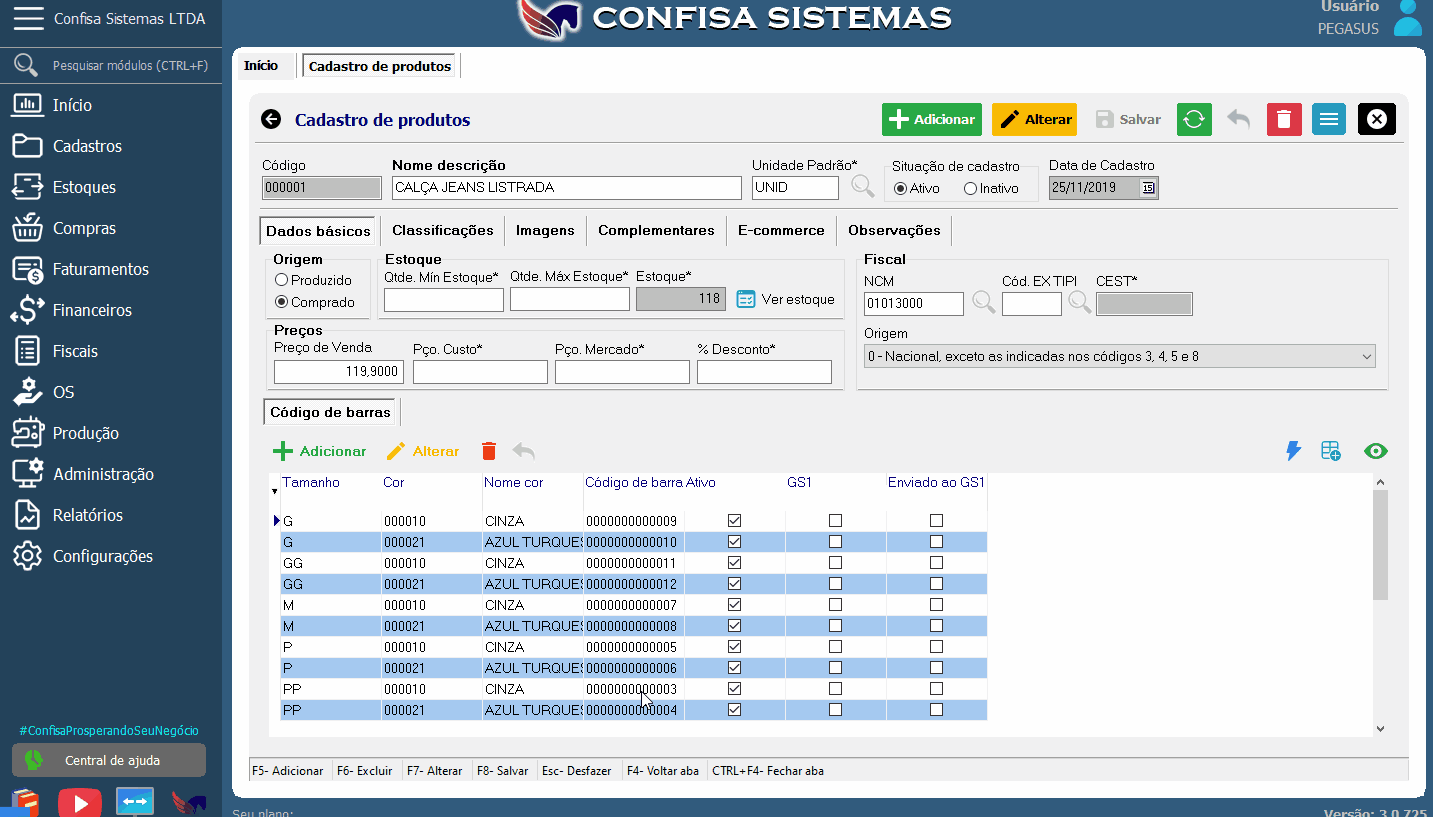 Confisa Sistemas LTDA
CONFISA SISTEMAS
Usuário
PEGASUS
Pesquisar módulos (CTRL+F)
Início
Cadastros
Estoques
Compras
Faturamentos
Financeiros
Fiscais
OS
Produção
Administração
Relatórios
Configurações
#ConfisaProsperandoSeuNegócio
Central de ajuda
Início
Cadastro de produtos
Cadastro de produtos
Adicionar
Alterar
Salvar
Código
Nome descrição
Unidade Padrão*
Situação de cadastro
Data de Cadastro
000001
CALÇA JEANS LISTRADA
UNID
Ativo
Inativo
25/11/2019
15
Dados básicos
Classificações
Imagens
Complementares
E-commerce
Observações
Origem
Produzido
Comprado
Estoque
Qtde. Mín Estoque*
Qtde. Máx Estoque*
Estoque*
118
Ver estoque
Fiscal
NCM
Cód. EX TIPI
CEST*
01013000
Origem
0 - Nacional, exceto as indicadas nos códigos 3, 4, 5 e 8
Preços
Preço de Venda
Pço. Custo*
Pço. Mercado*
% Desconto*
119,9000
Código de barras
Adicionar
Alterar
Tamanho Cor Nome cor Código de barra Ativo GS1 Enviado ao GS1
G 000010 CINZA 0000000000009
G 000021 AZUL TURQUES 0000000000010
GG 000010 CINZA 0000000000011
GG 000021 AZUL TURQUES 0000000000012
M 000010 CINZA 0000000000007
M 000021 AZUL TURQUES 0000000000008
P 000010 CINZA 0000000000005
P 000021 AZUL TURQUES 0000000000006
PP 000010 CINZA 0000000000003
PP 000021 AZUL TURQUES 0000000000004
F5- Adicionar
F6- Excluir
F7- Alterar
F8- Salvar
Esc- Desfazer
F4- Voltar aba
CTRL+F4- Fechar aba
Seu plano:
Versão: 3.0.725